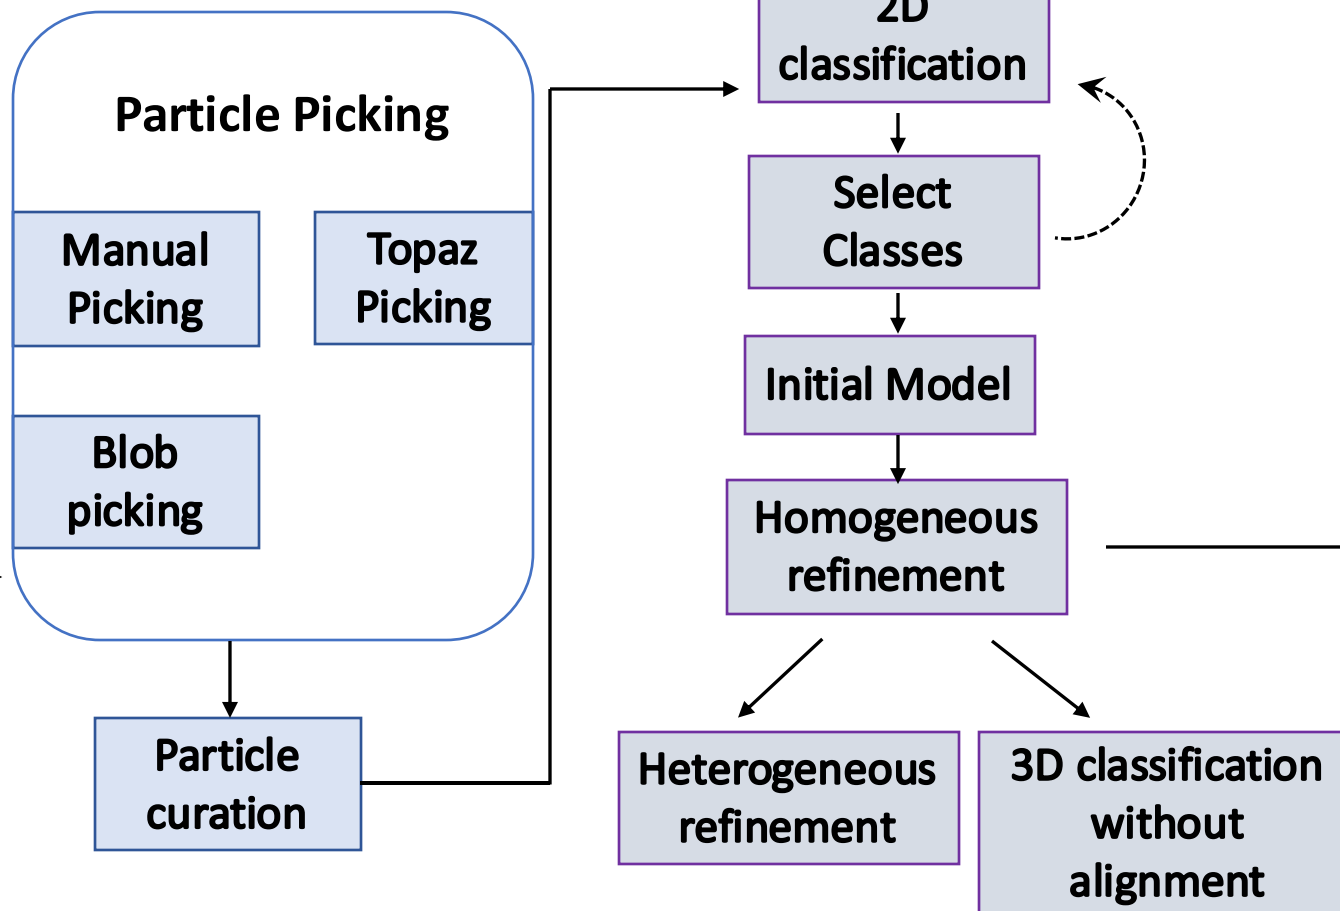 Particle Picking
Manual
Picking
Topaz
Picking
Blob
picking
Particle
curation
2D
classification
Select
Classes
Initial Model
Homogeneous
refinement
Heterogeneous
refinement
3D classification
without
alignment